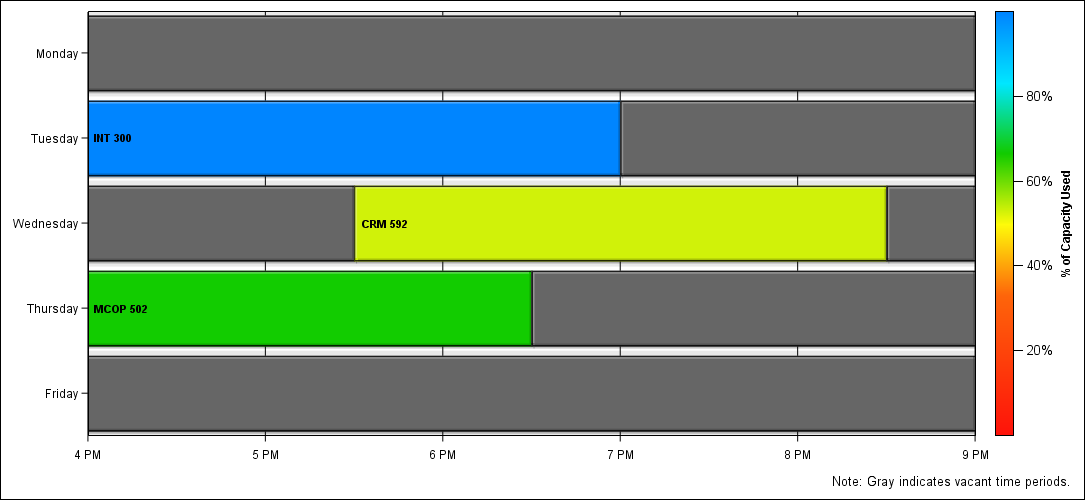 Monday
Tuesday
INT 300
Wednesday
CRM 592
Thursday
MCOP 502
Friday
4 PM
5 PM
6 PM
7 PM
8 PM
9 PM
80%
60%
40%
20%
% of Capacity Used
Note: Gray indicates vacant time periods.